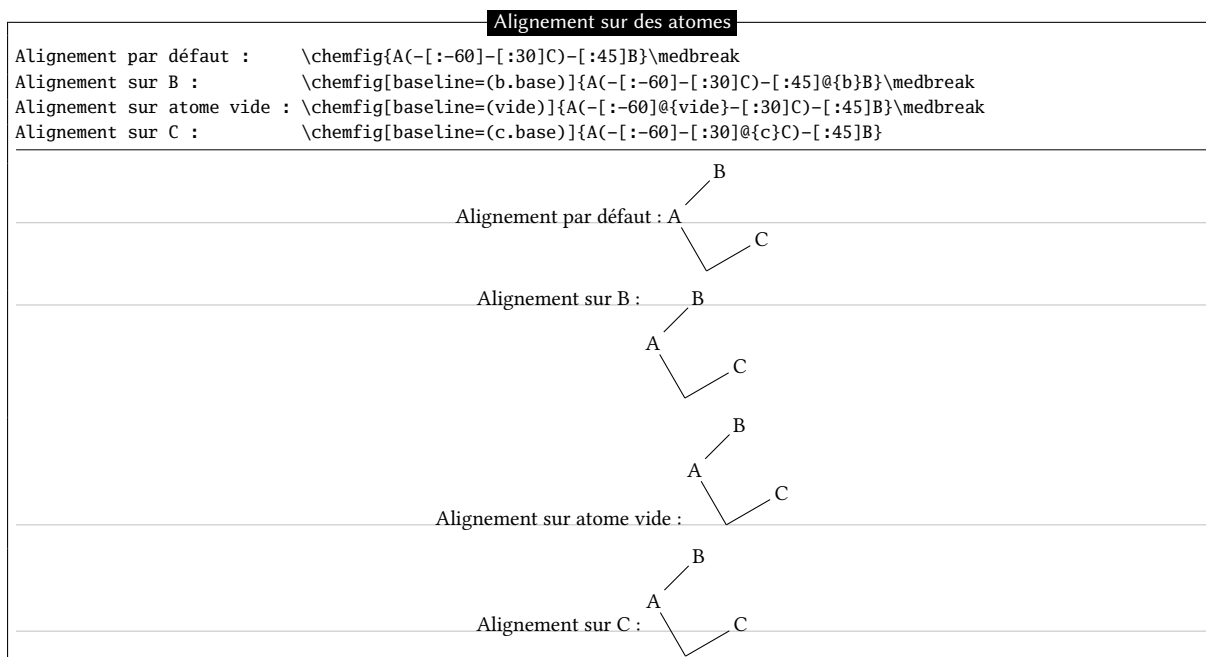 Alignement sur des atomes
Alignement par défaut : \chemfig{A(-[:-60]-[:30]C)-[:45]B}\medbreak
Alignement sur B : \chemfig[baseline=(b.base)]{A(-[:-60]-[:30]C)-[:45]@{b}B}\medbreak
Alignement sur atome vide : \chemfig[baseline=(vide)]{A(-[:-60]@{vide}-[:30]C)-[:45]B}\medbreak
Alignement sur C : \chemfig[baseline=(c.base)]{A(-[:-60]-[:30]@{c}C)-[:45]B}
B
Alignement par défaut : A
C
Alignement sur B : B
A
C
B
A
C
Alignement sur atome vide :
B
A
Alignement sur C : C